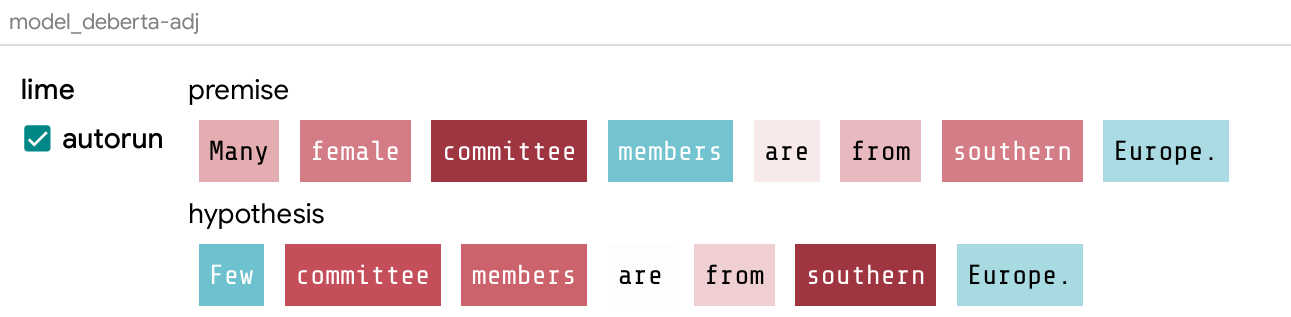 model_deberta-adj
lime premise
autorun Many female committee members are from southern Europe.
hypothesis
Few committee members are from southern Europe.